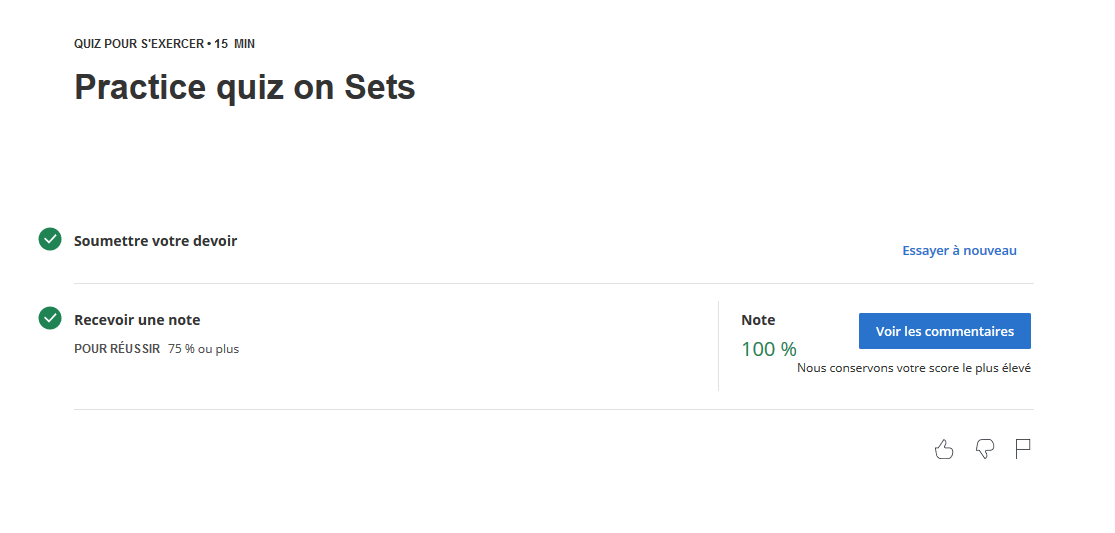 QUIZ POUR S'EXERCER • 15 MIN
Practice quiz on Sets
Soumettre votre devoir
Essayer à nouveau
Recevoir une note
POUR RÉUSSIR 75 % ou plus
Note
100 %
Voir les commentaires
Nous conservons votre score le plus élevé